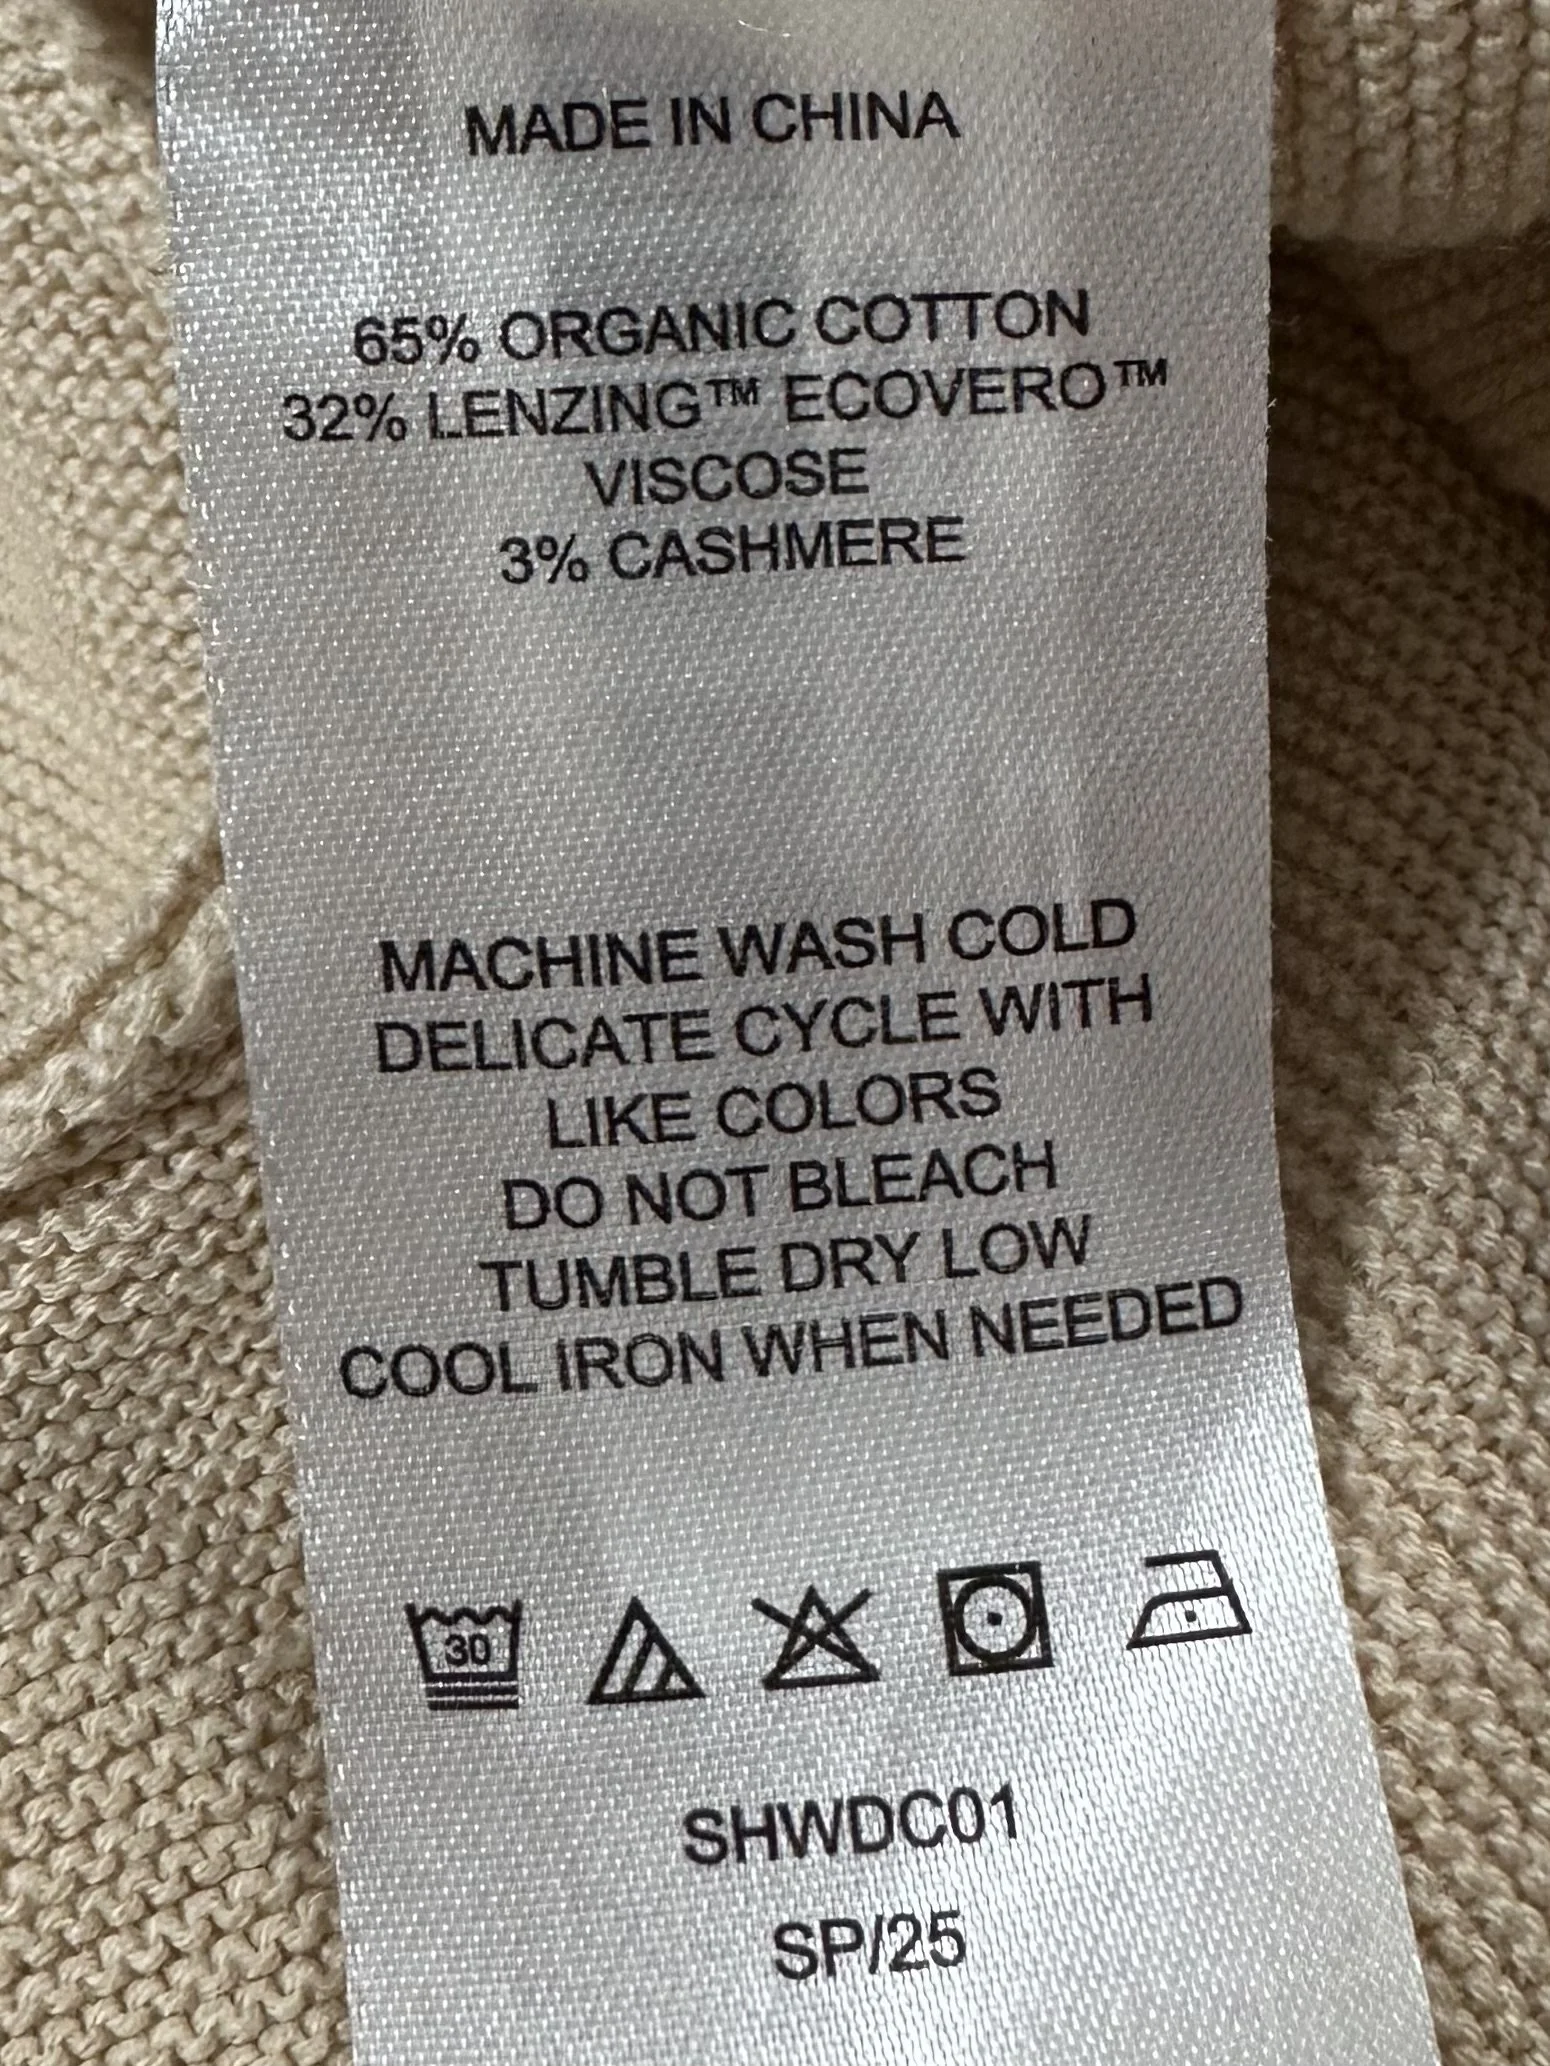 MADE IN CHINA
65% ORGANIC COTTON
32% LENZING™ ECOVERO™
VISCOSE
3% CASHMERE
MACHINE WASH COLD
DELICATE CYCLE WITH
LIKE COLORS
DO NOT BLEACH
TUMBLE DRY LOW
COOL IRON WHEN NEEDED
30
SHWDC01
SP/25